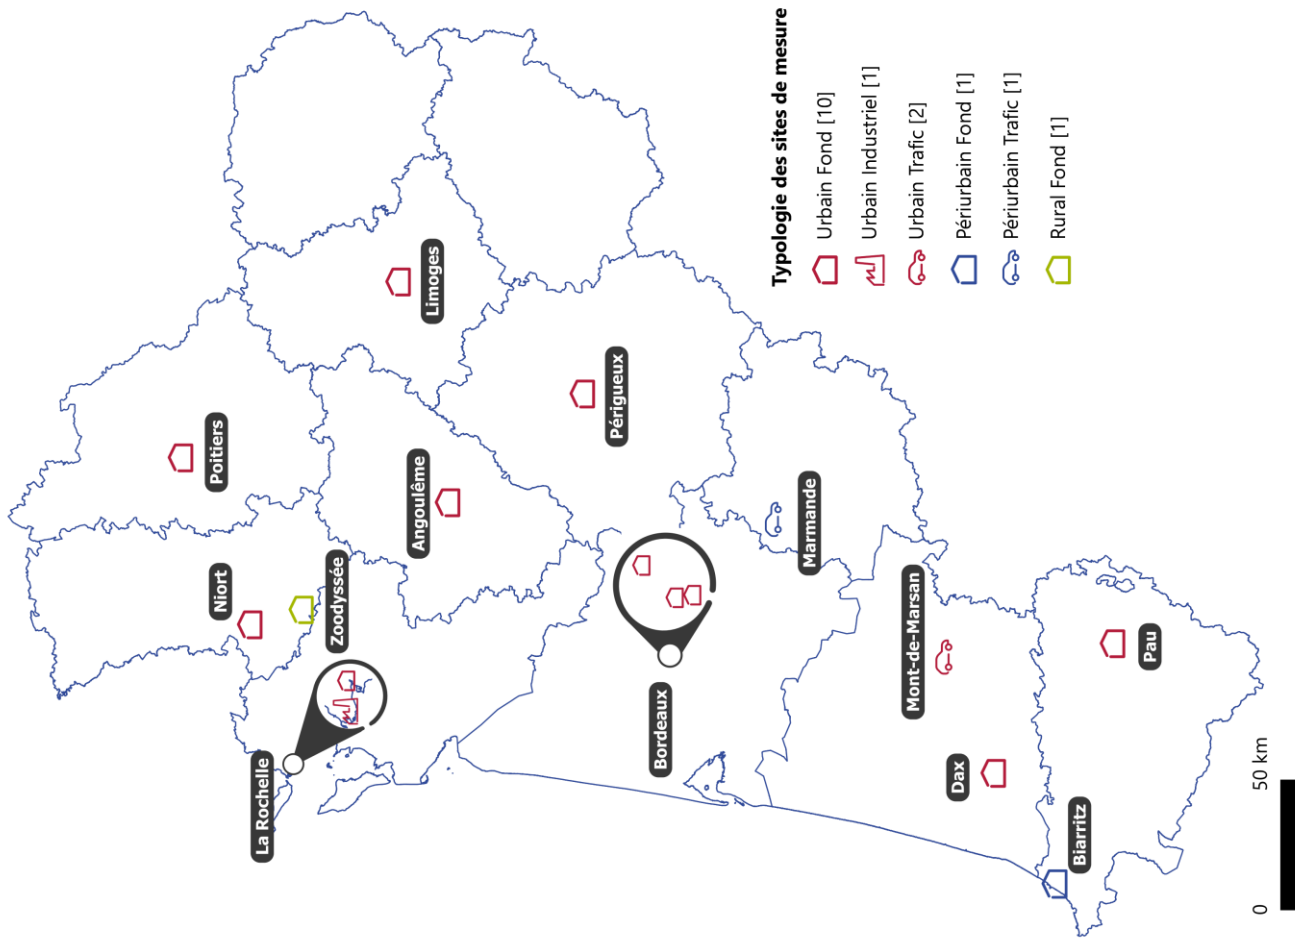 Poitiers
Niort
Zoodyssée
La Rochelle
Limoges
Angoulême
Périgueux
Bordeaux
Marmande
Mont-de-Marsan
Dax
Biarritz
Pau
Typologie des sites de mesure
Urbain Fond [10]
Urbain Industriel [1]
Urbain Trafic [2]
Périurbain Fond [1]
Périurbain Trafic [1]
Rural Fond [1]
0 50 km